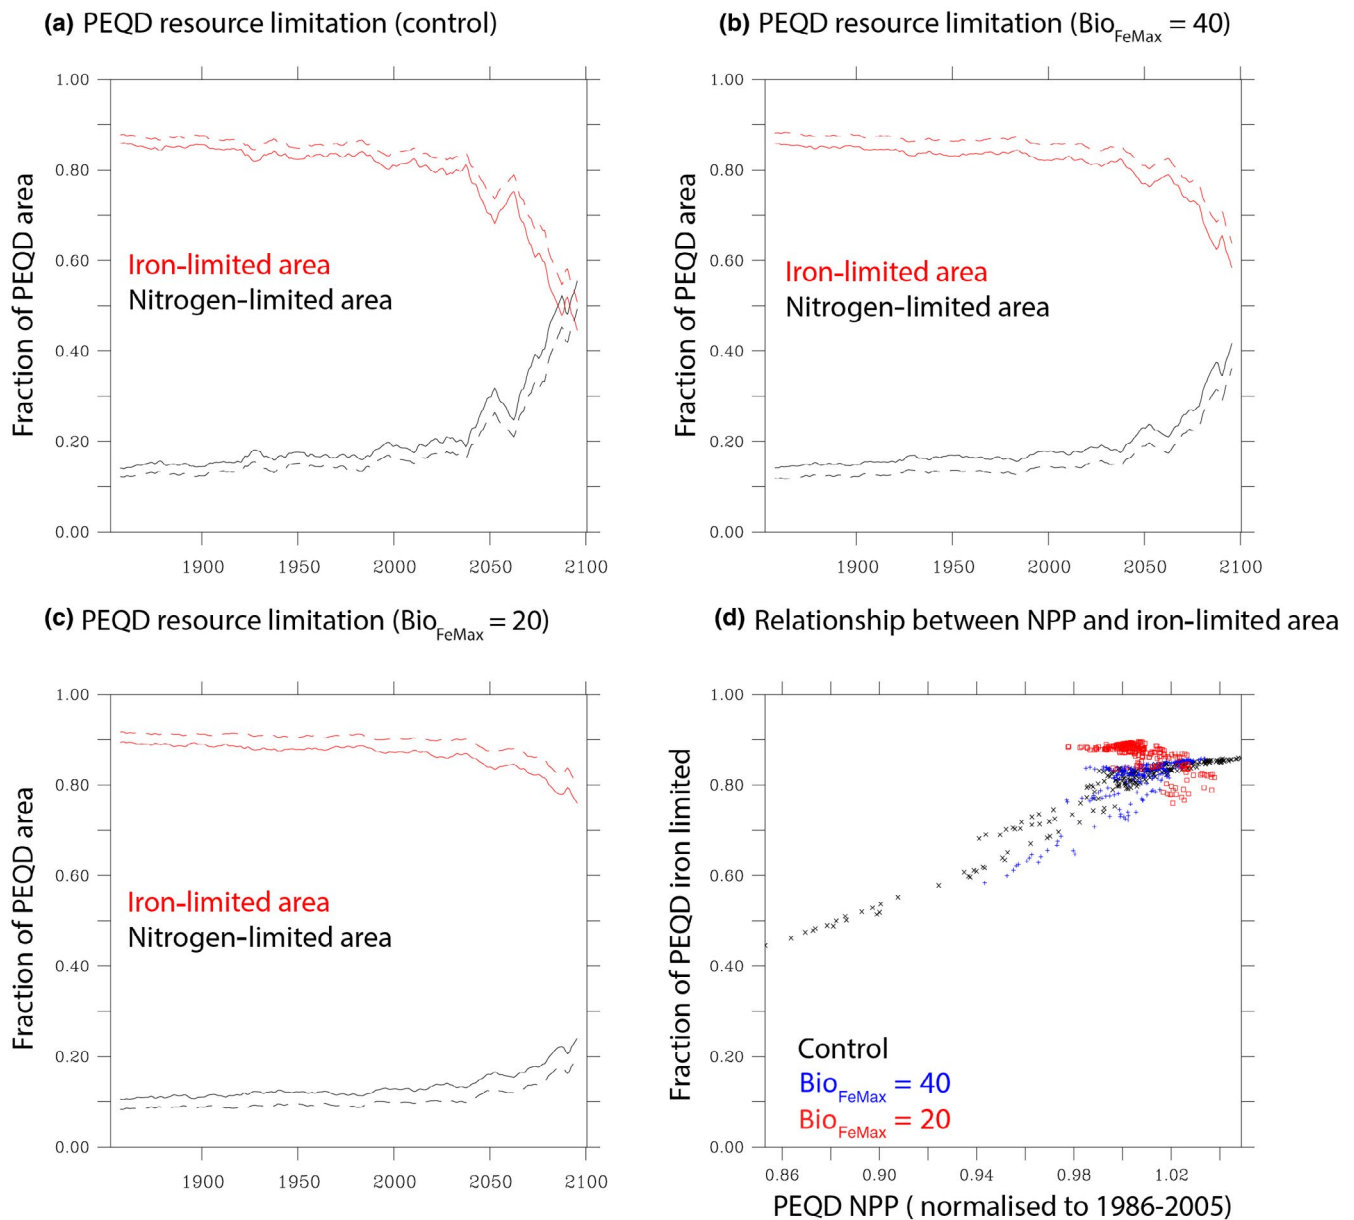 (a) PEQD resource limitation (control)
1.00
0.80
0.60
0.40
0.20
0.00
Fraction of PEQD area
Iron-limited area
Nitrogen-limited area
1900 1950 2000 2050 2100
(b) PEQD resource limitation (BioFeMax = 40)
1.00
0.80
0.60
0.40
0.20
0.00
Fraction of PEQD area
Iron-limited area
Nitrogen-limited area
1900 1950 2000 2050 2100
(c) PEQD resource limitation (BioFeMax = 20)
1.00
0.80
0.60
0.40
0.20
0.00
Fraction of PEQD area
Iron-limited area
Nitrogen-limited area
1900 1950 2000 2050 2100
(d) Relationship between NPP and iron-limited area
1.00
0.80
0.60
0.40
0.20
0.00
Fraction of PEQD iron limited
Control
BioFeMax = 40
BioFeMax = 20
0.86 0.90 0.94 0.98 1.02
PEQD NPP ( normalised to 1986-2005)